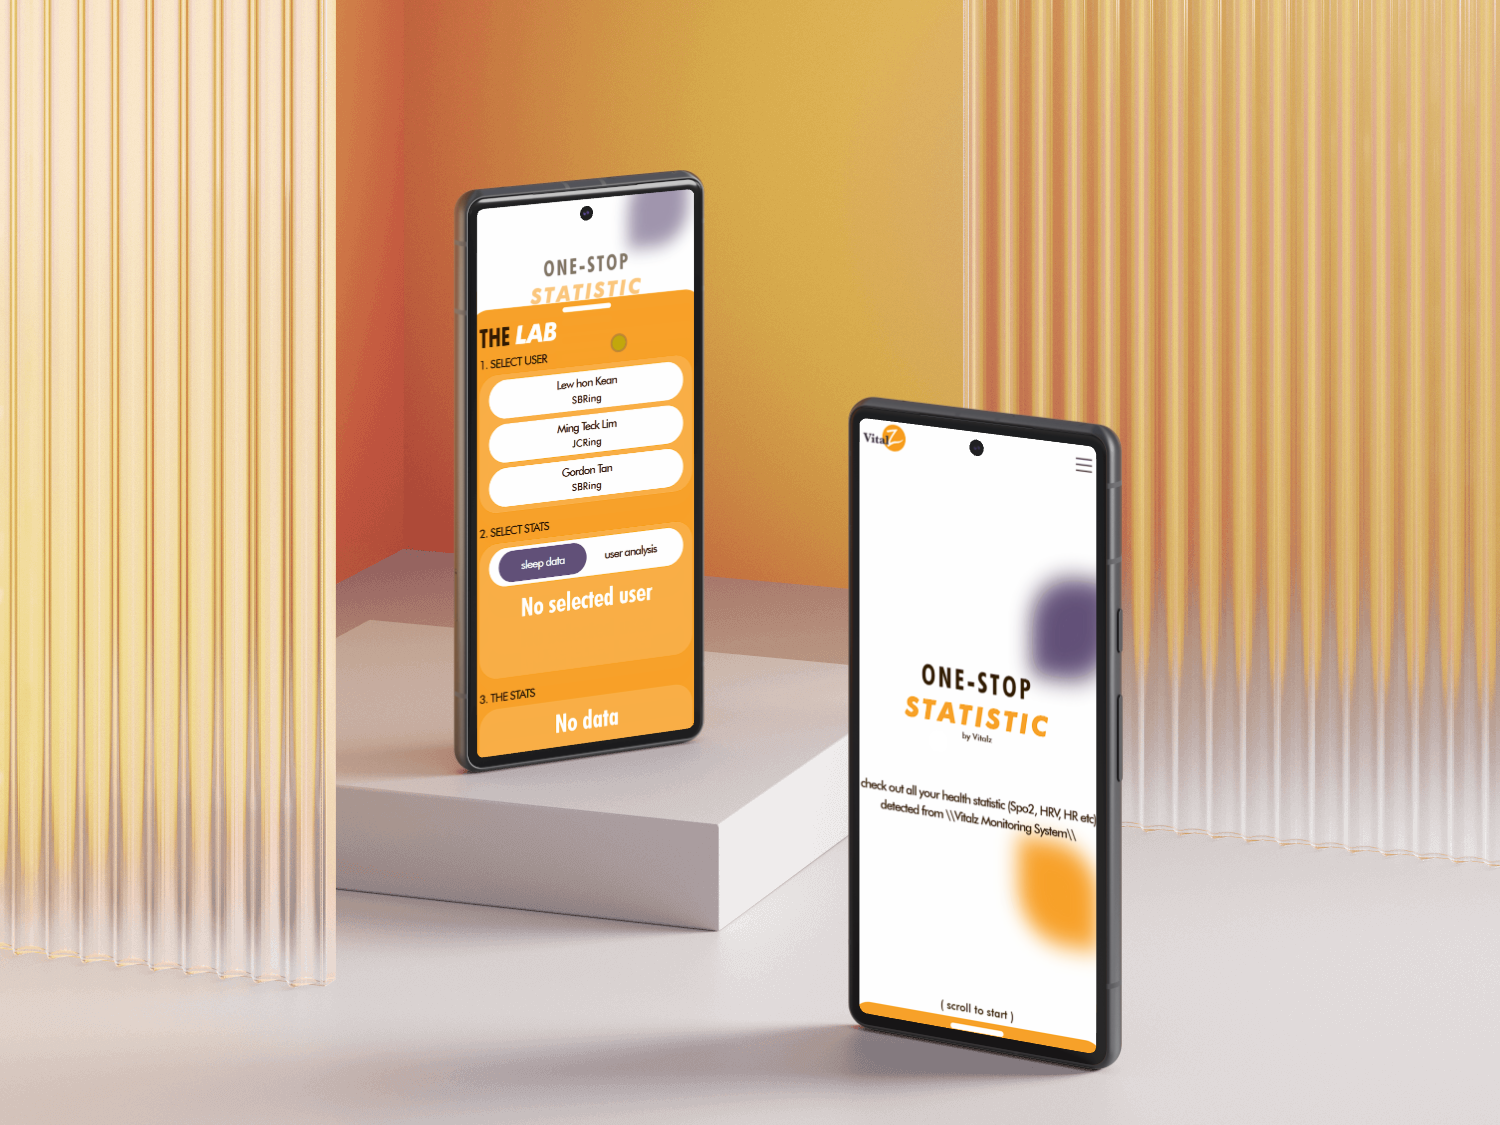 ONE-STOP
STATISTIC
THE LAB
1. SELECT USER
Lew hon Kean
SBRing
Ming Teck Lim
JCRing
Gordon Tan
SBRing
2. SELECT STATS
sleep data
user analysis
No selected user
3. THE STATS
No data
VitalZ
ONE-STOP
STATISTIC
by Vitalz
check out all your health statistic (Spo2, HRV, HR etc)
detected from \\Vitalz Monitoring System\\
( scroll to start )